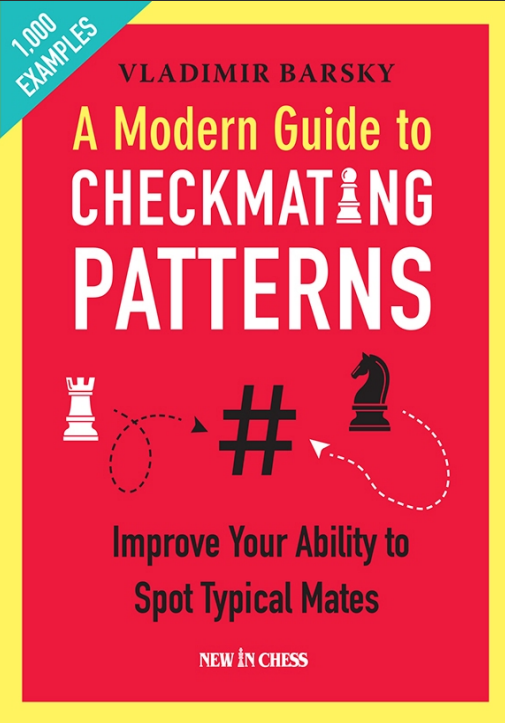 1,000
EXAMPLES
VLADIMIR BARSKY
A Modern Guide to
CHECKMATING
PATTERNS
#
Improve Your Ability to
Spot Typical Mates
NEW IN CHESS